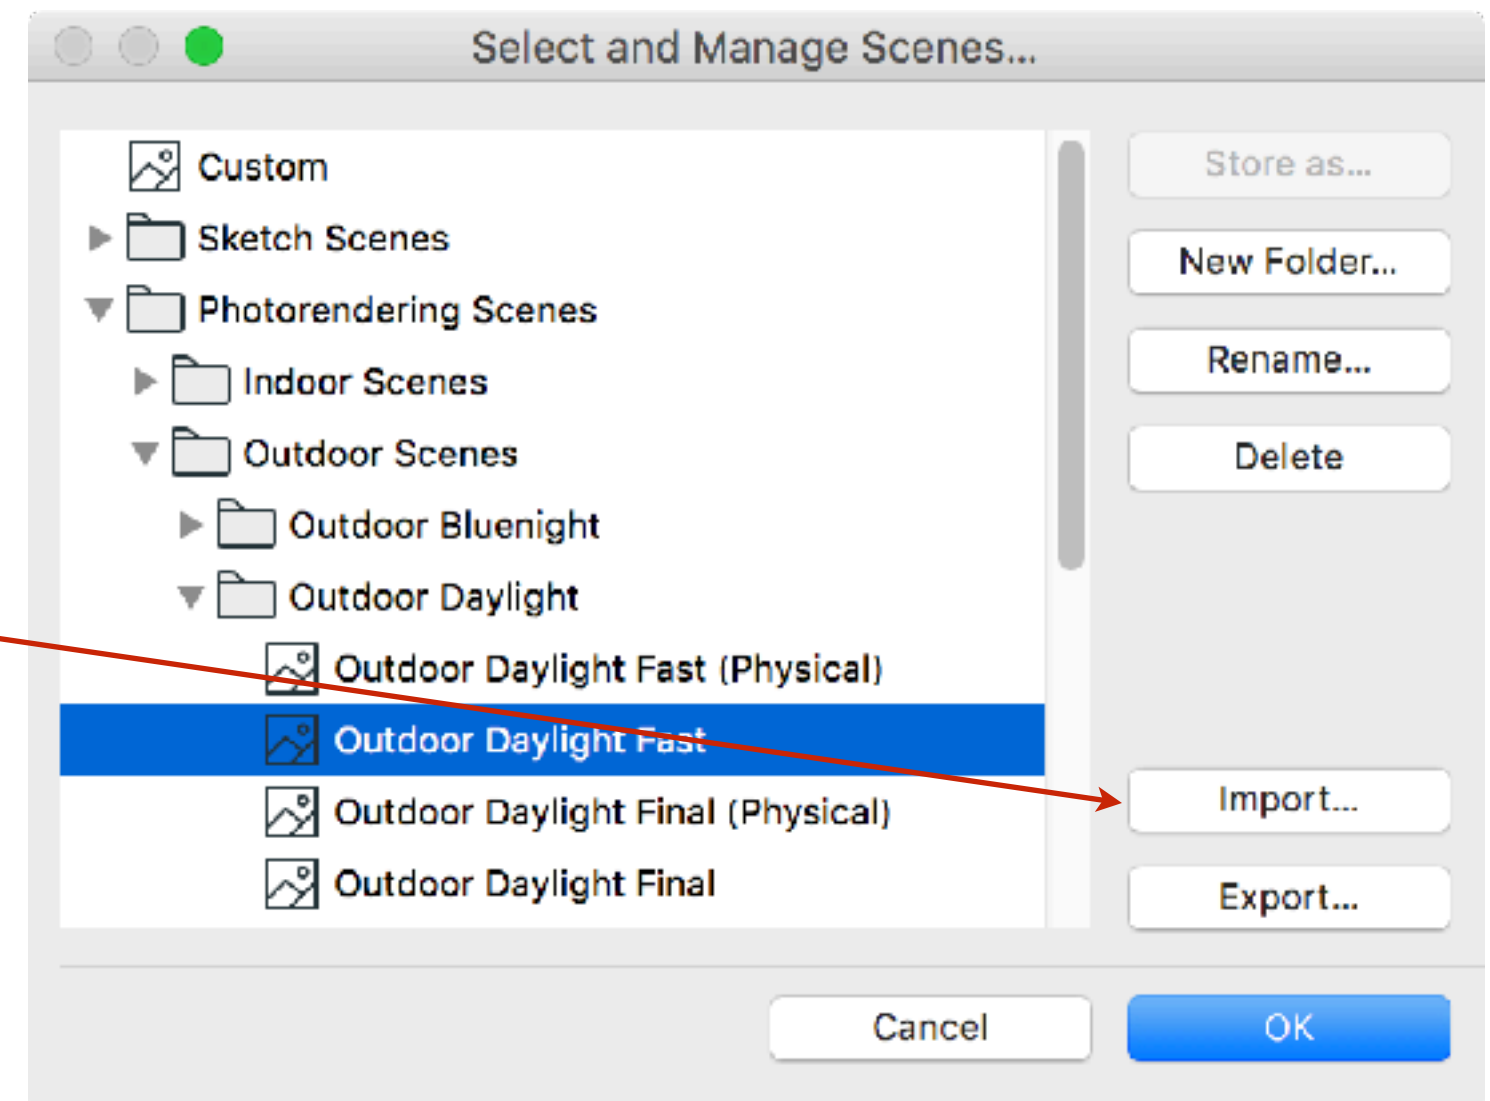 Select and Manage Scenes...
Custom
Sketch Scenes
Photorendering Scenes
Indoor Scenes
Outdoor Scenes
Outdoor Bluenight
Outdoor Daylight
Outdoor Daylight Fast (Physical)
Outdoor Daylight Fast
Outdoor Daylight Final (Physical)
Outdoor Daylight Final
Store as...
New Folder...
Rename...
Delete
Import...
Export...
Cancel
OK